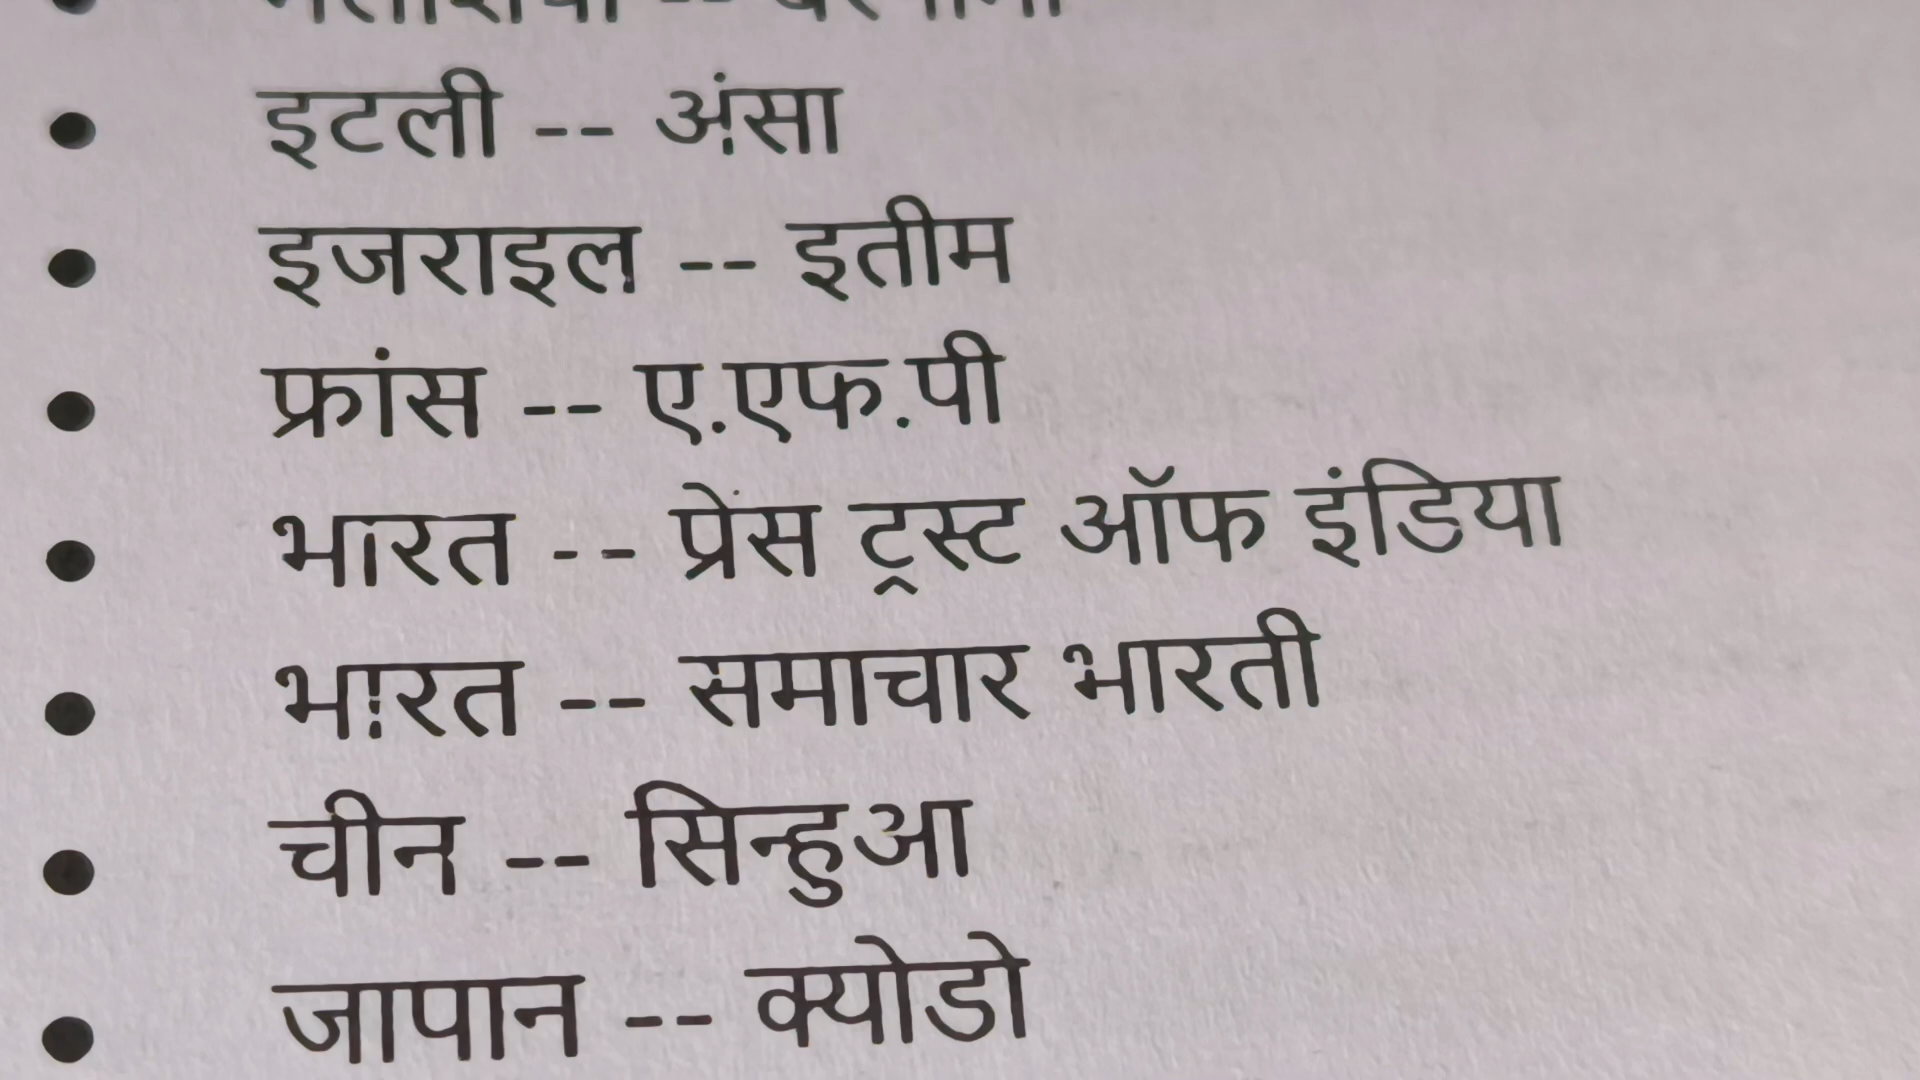 • इटली -- अंसा
• इजराइल -- इतीम
• फ्रांस -- ए.एफ.पी
• भारत -- प्रेस ट्रस्ट ऑफ इंडिया
• भारत -- समाचार भारती
• चीन -- सिन्हुआ
• जापान -- क्योडो